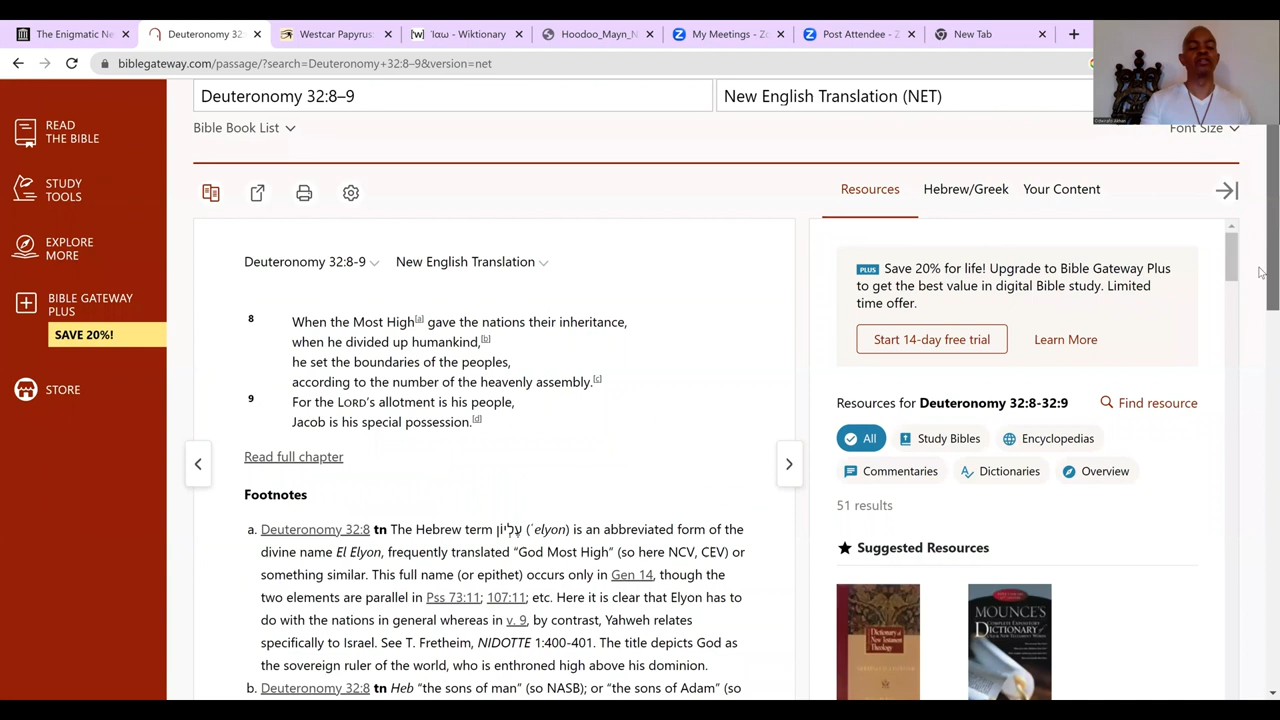 The Enigmatic Ne
Deuteronomy 32:
Westcar Papyrus:
Ἰαω - Wiktionary
Hoodoo_Mayn_N
My Meetings - Zo
Post Attendee - Z
New Tab
biblegateway.com/passage/?search=Deuteronomy+32:8–9&version=net
Deuteronomy 32:8–9
New English Translation (NET)
Bible Book List
Font Size
READ
THE BIBLE
STUDY
TOOLS
EXPLORE
MORE
BIBLE GATEWAY
PLUS
SAVE 20%!
STORE
Resources
Hebrew/Greek
Your Content
Deuteronomy 32:8-9
New English Translation
8 When the Most High[a] gave the nations their inheritance,
when he divided up humankind,[b]
he set the boundaries of the peoples,
according to the number of the heavenly assembly.[c]
9 For the LORD’s allotment is his people,
Jacob is his special possession.[d]
Read full chapter
Footnotes
a. Deuteronomy 32:8 tn The Hebrew term עֶלְיוֹן (ʿelyon) is an abbreviated form of the
divine name El Elyon, frequently translated “God Most High” (so here NCV, CEV) or
something similar. This full name (or epithet) occurs only in Gen 14, though the
two elements are parallel in Pss 73:11; 107:11; etc. Here it is clear that Elyon has to
do with the nations in general whereas in v. 9, by contrast, Yahweh relates
specifically to Israel. See T. Fretheim, NIDOTTE 1:400-401. The title depicts God as
the sovereign ruler of the world, who is enthroned high above his dominion.
b. Deuteronomy 32:8 tn Heb “the sons of man” (so NASB); or “the sons of Adam” (so
PLUS Save 20% for life! Upgrade to Bible Gateway Plus
to get the best value in digital Bible study. Limited
time offer.
Start 14-day free trial
Learn More
Resources for Deuteronomy 32:8-32:9
Find resource
All
Study Bibles
Encyclopedias
Commentaries
Dictionaries
Overview
51 results
Suggested Resources
MOUNCE'S
COMPLETE EXPOSITORY
DICTIONARY